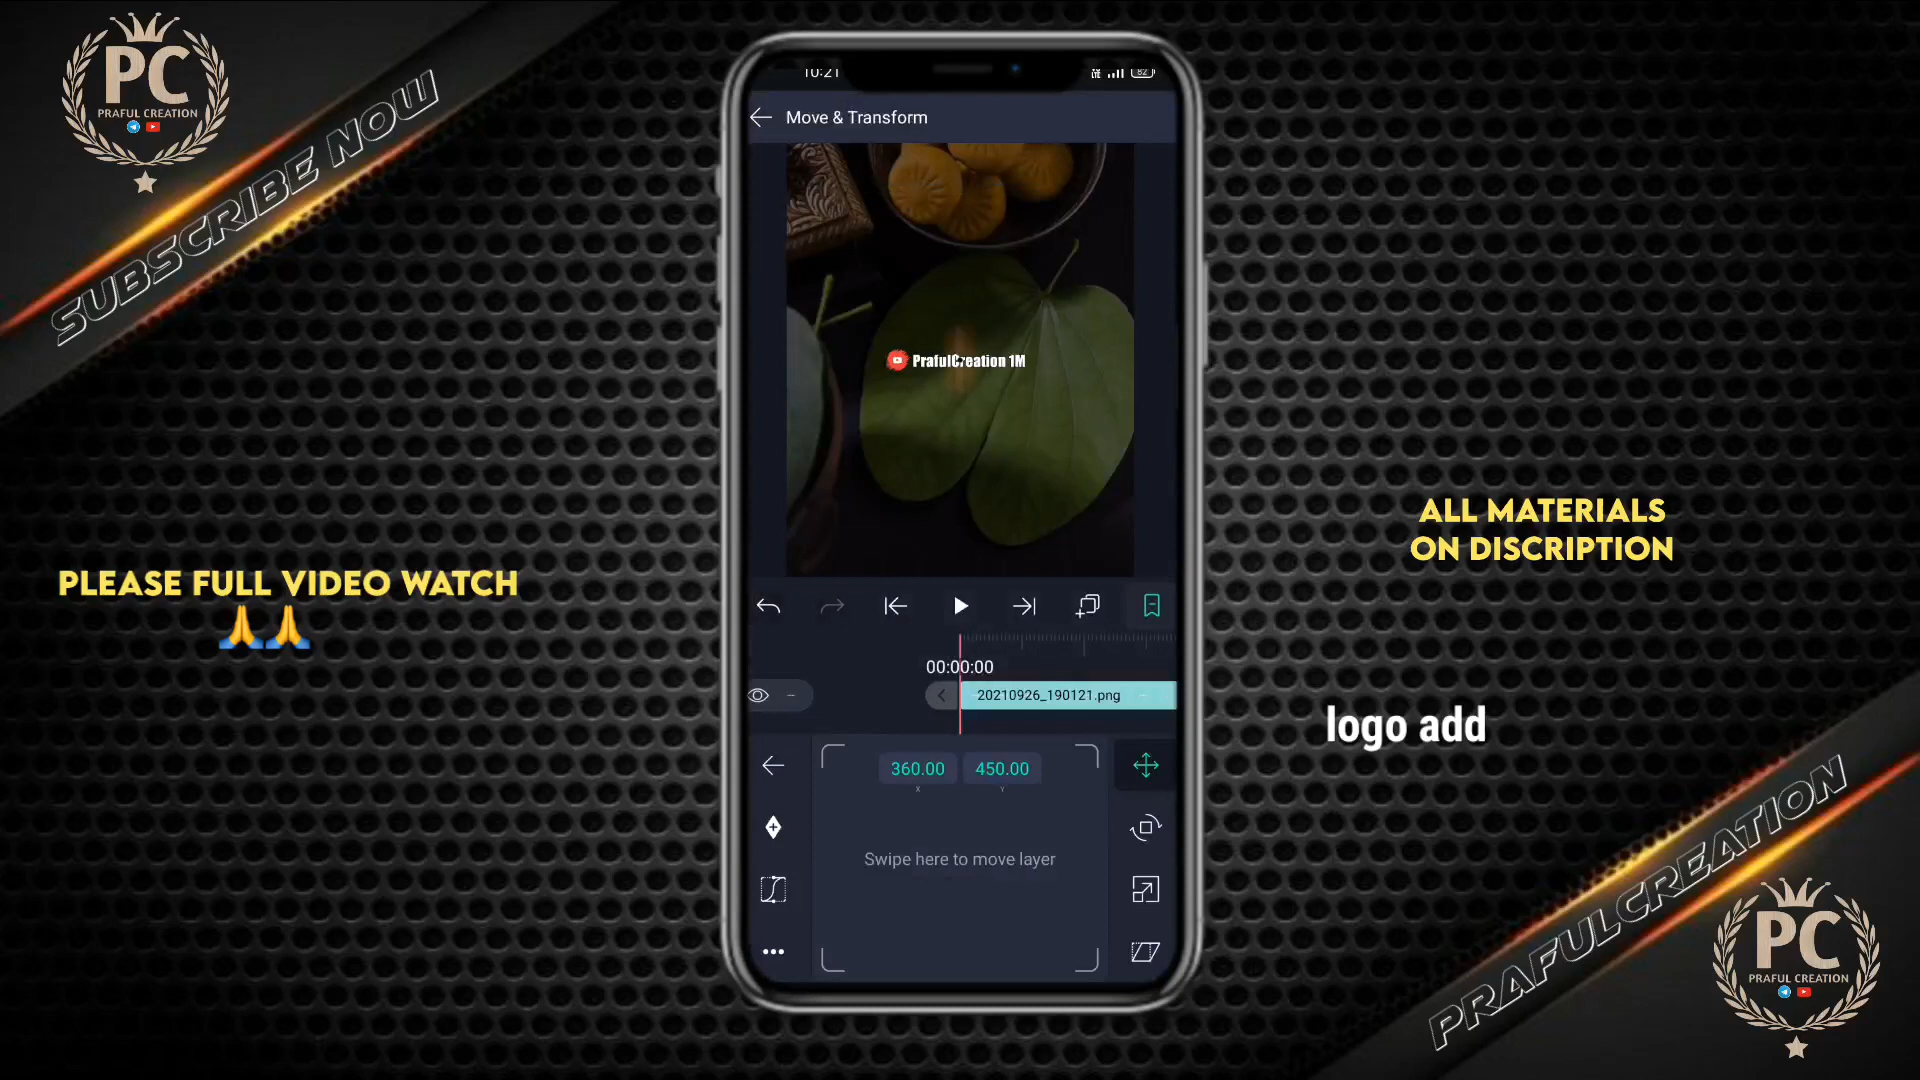 PC
PRAFUL CREATION
SUBSCRIBE NOW
10:21
82
Move & Transform
PrafulCreation 1M
ALL MATERIALS
ON DISCRIPTION
PLEASE FULL VIDEO WATCH
🙏🙏
00:00:00
20210926_190121.png
logo add
360.00 450.00
X Y
Swipe here to move layer
PRAFULCREATION
PC
PRAFUL CREATION